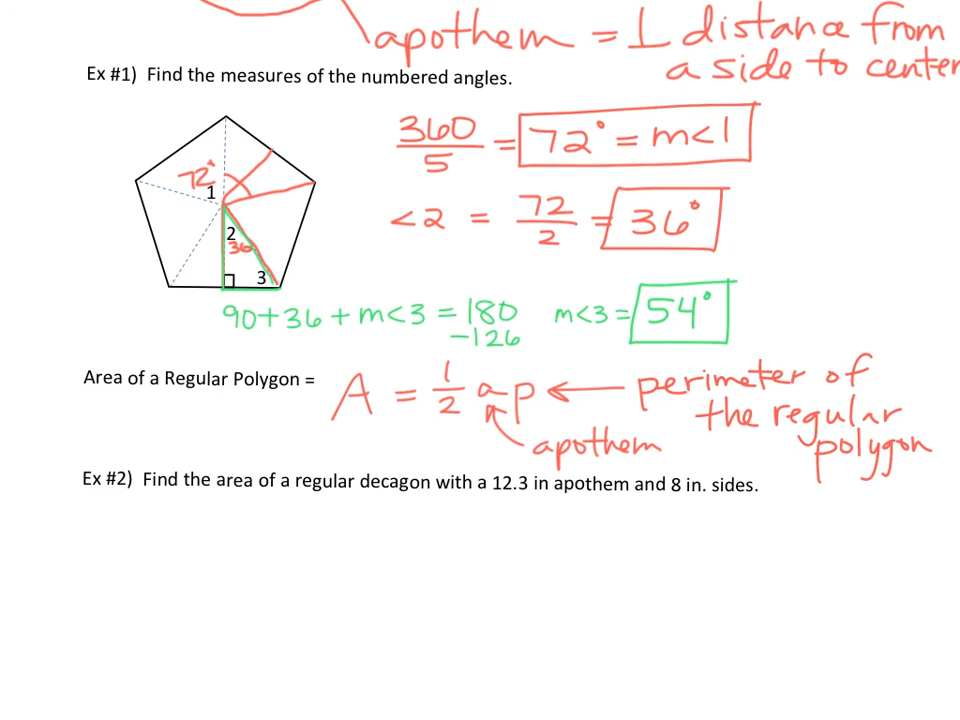 apothem = ⊥ distance from
a side to center
Ex #1) Find the measures of the numbered angles.
360/5 = 72° = m<1
72°
1
<2 = 72/2 = 36°
2
36
3
90+36+m<3 = 180 m<3 = 54°
-126
Area of a Regular Polygon = A = 1/2 ap ← perimeter of
the regular
polygon
apothem
Ex #2) Find the area of a regular decagon with a 12.3 in apothem and 8 in. sides.